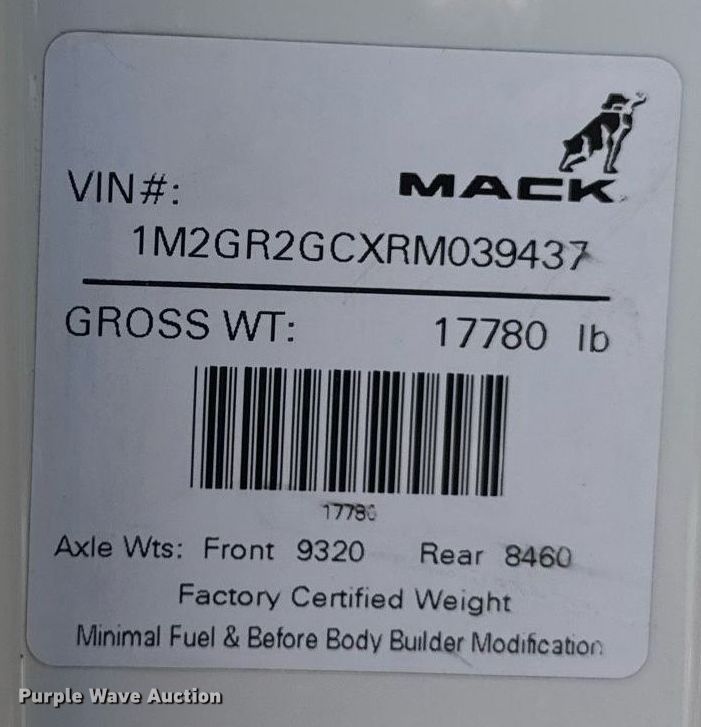 MACK
VIN#:
1M2GR2GCXRM039437
GROSS WT: 17780 lb
17780
Axle Wts: Front 9320 Rear 8460
Factory Certified Weight
Minimal Fuel & Before Body Builder Modification
Purple Wave Auction